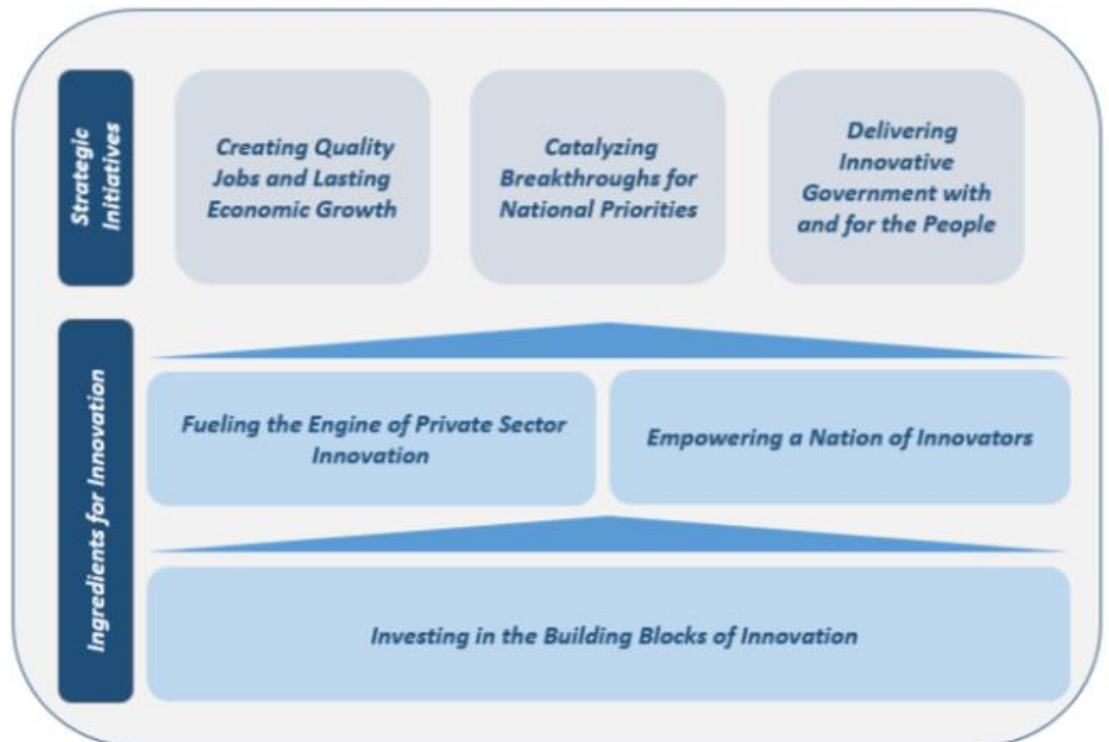 Strategic
Initiatives
Creating Quality
Jobs and Lasting
Economic Growth
Catalyzing
Breakthroughs for
National Priorities
Delivering
Innovative
Government with
and for the People
Ingredients for Innovation
Fueling the Engine of Private Sector
Innovation
Empowering a Nation of Innovators
Investing in the Building Blocks of Innovation